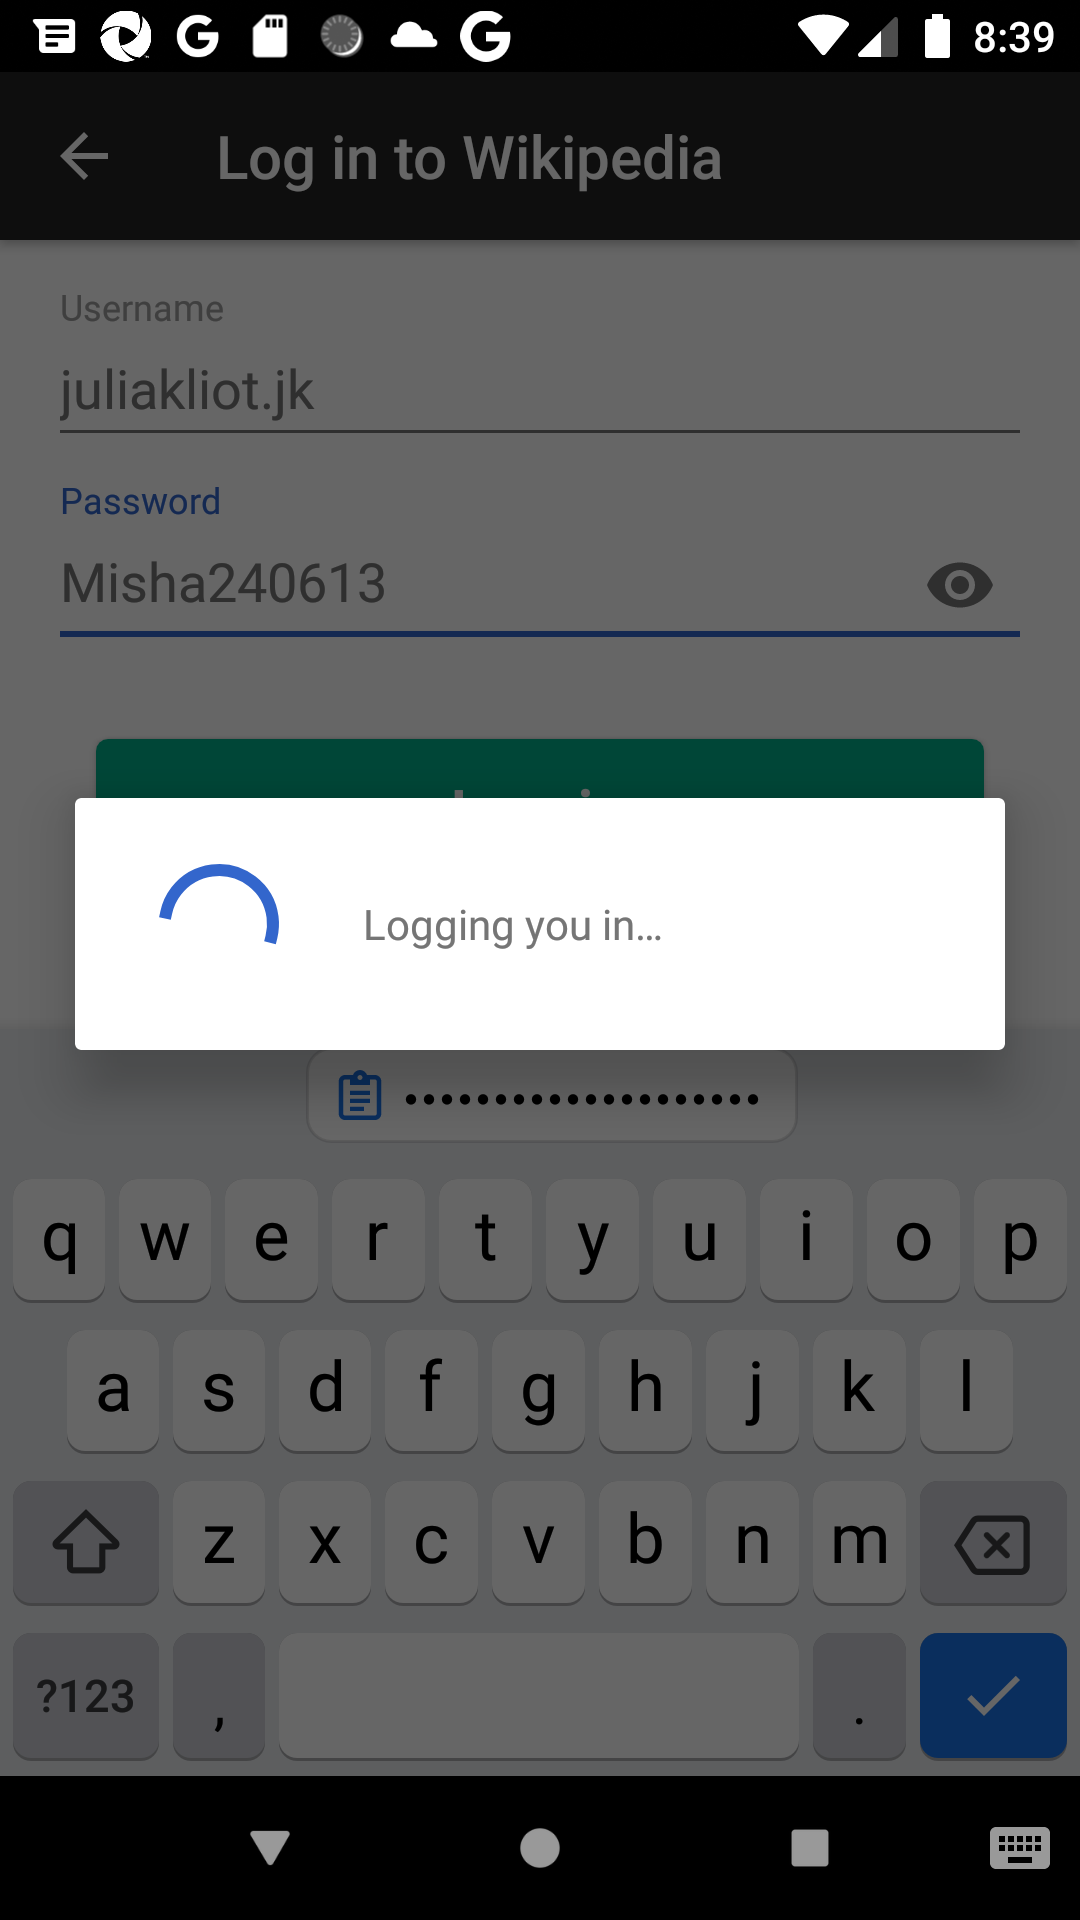 8:39
Log in to Wikipedia
Username
juliakliot.jk
Password
Misha240613
Logging you in…
•••••••••••••••••••• 
q w e r t y u i o p
a s d f g h j k l
z x c v b n m
?123 , .